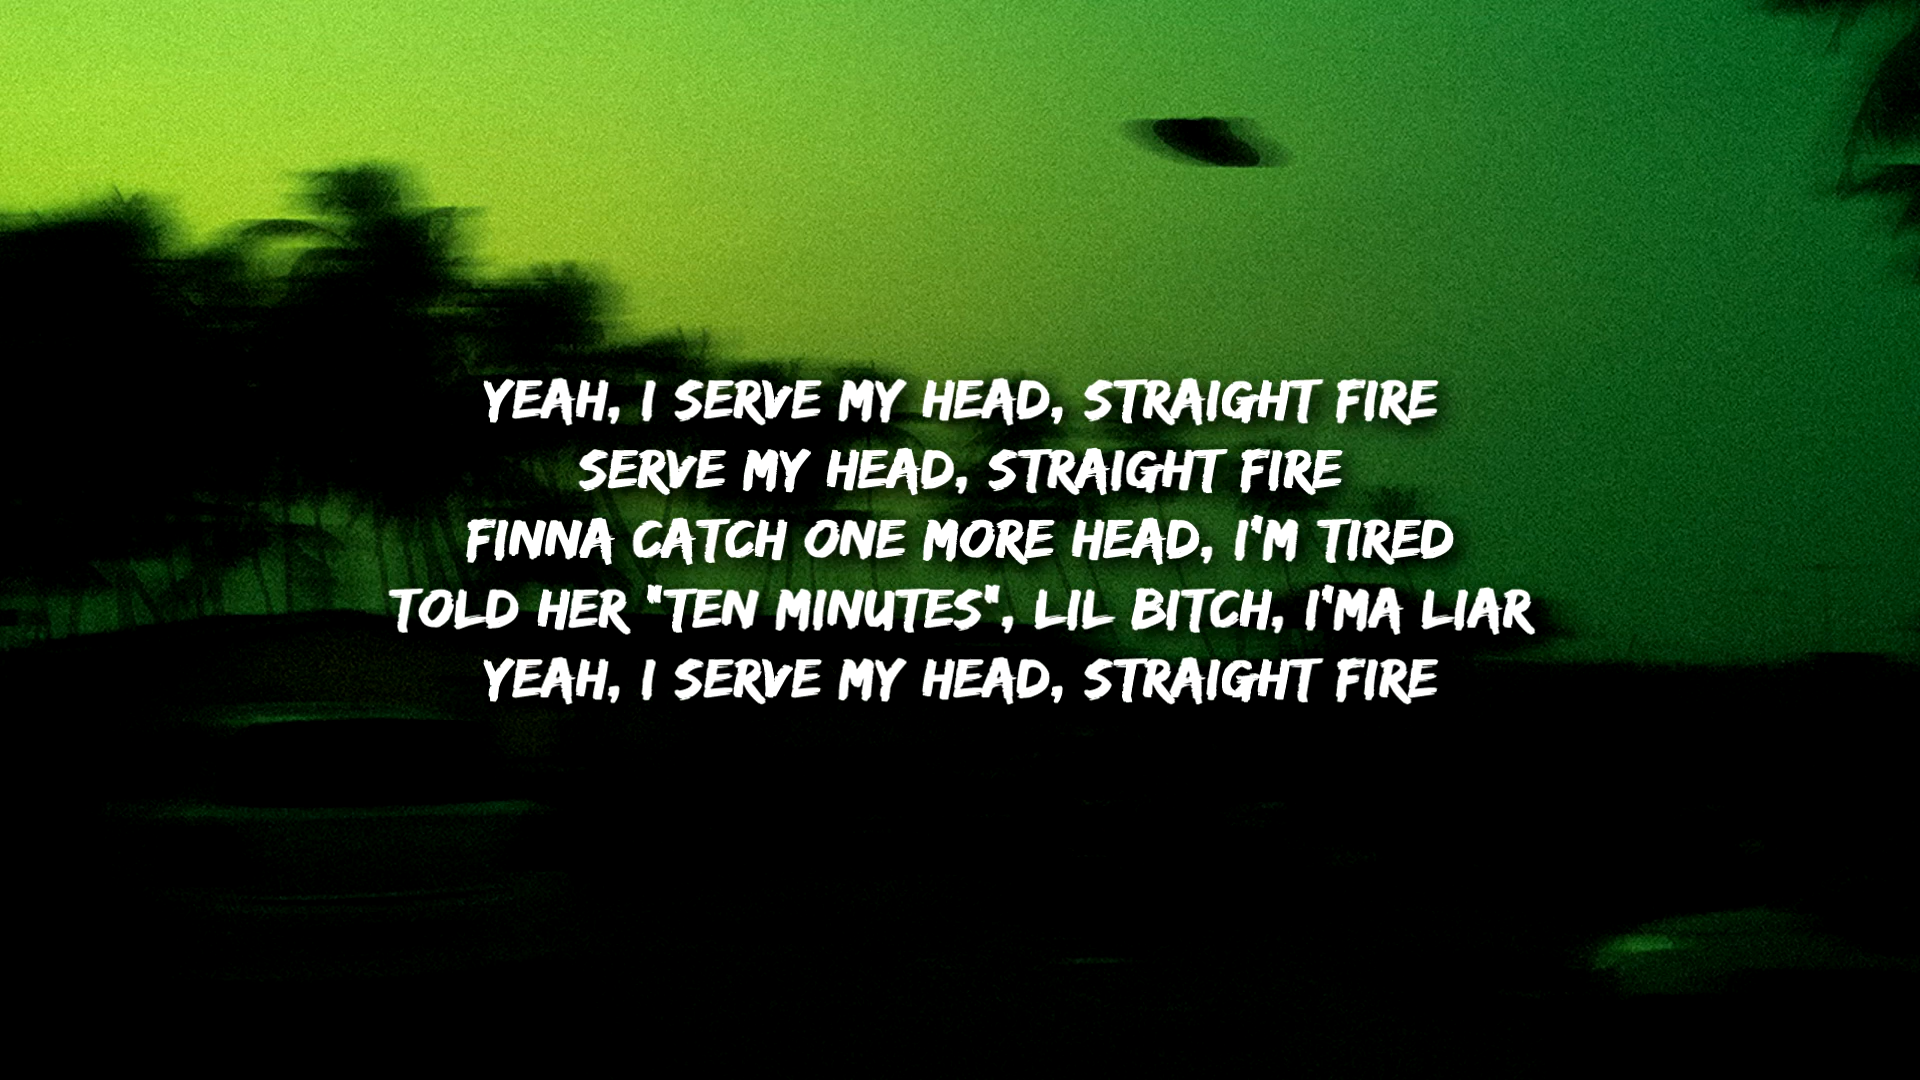 YEAH, I SERVE MY HEAD, STRAIGHT FIRE
SERVE MY HEAD, STRAIGHT FIRE
FINNA CATCH ONE MORE HEAD, I'M TIRED
TOLD HER "TEN MINUTES", LIL BITCH, I'MA LIAR
YEAH, I SERVE MY HEAD, STRAIGHT FIRE